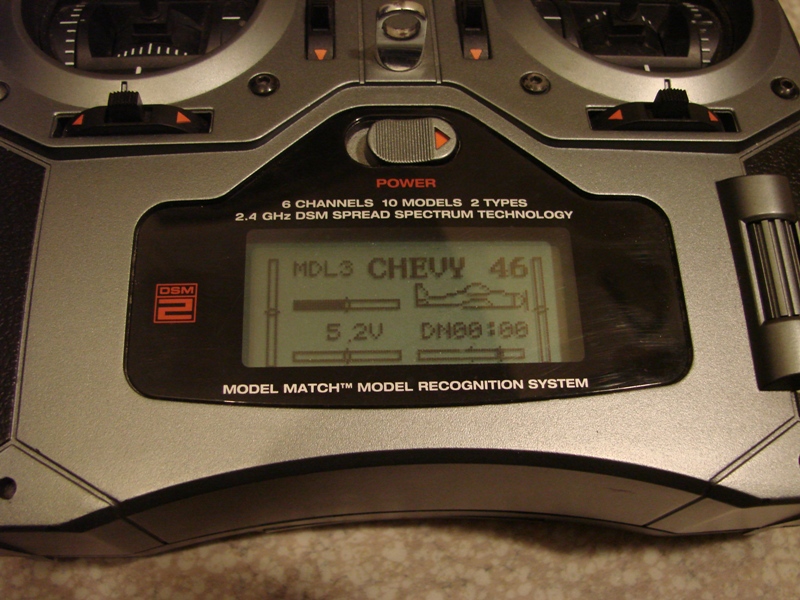 POWER
6 CHANNELS 10 MODELS 2 TYPES
2.4 GHz DSM SPREAD SPECTRUM TECHNOLOGY
MDL3 CHEVY 46
DSM
2
5.2V DN00:00
MODEL MATCH™ MODEL RECOGNITION SYSTEM